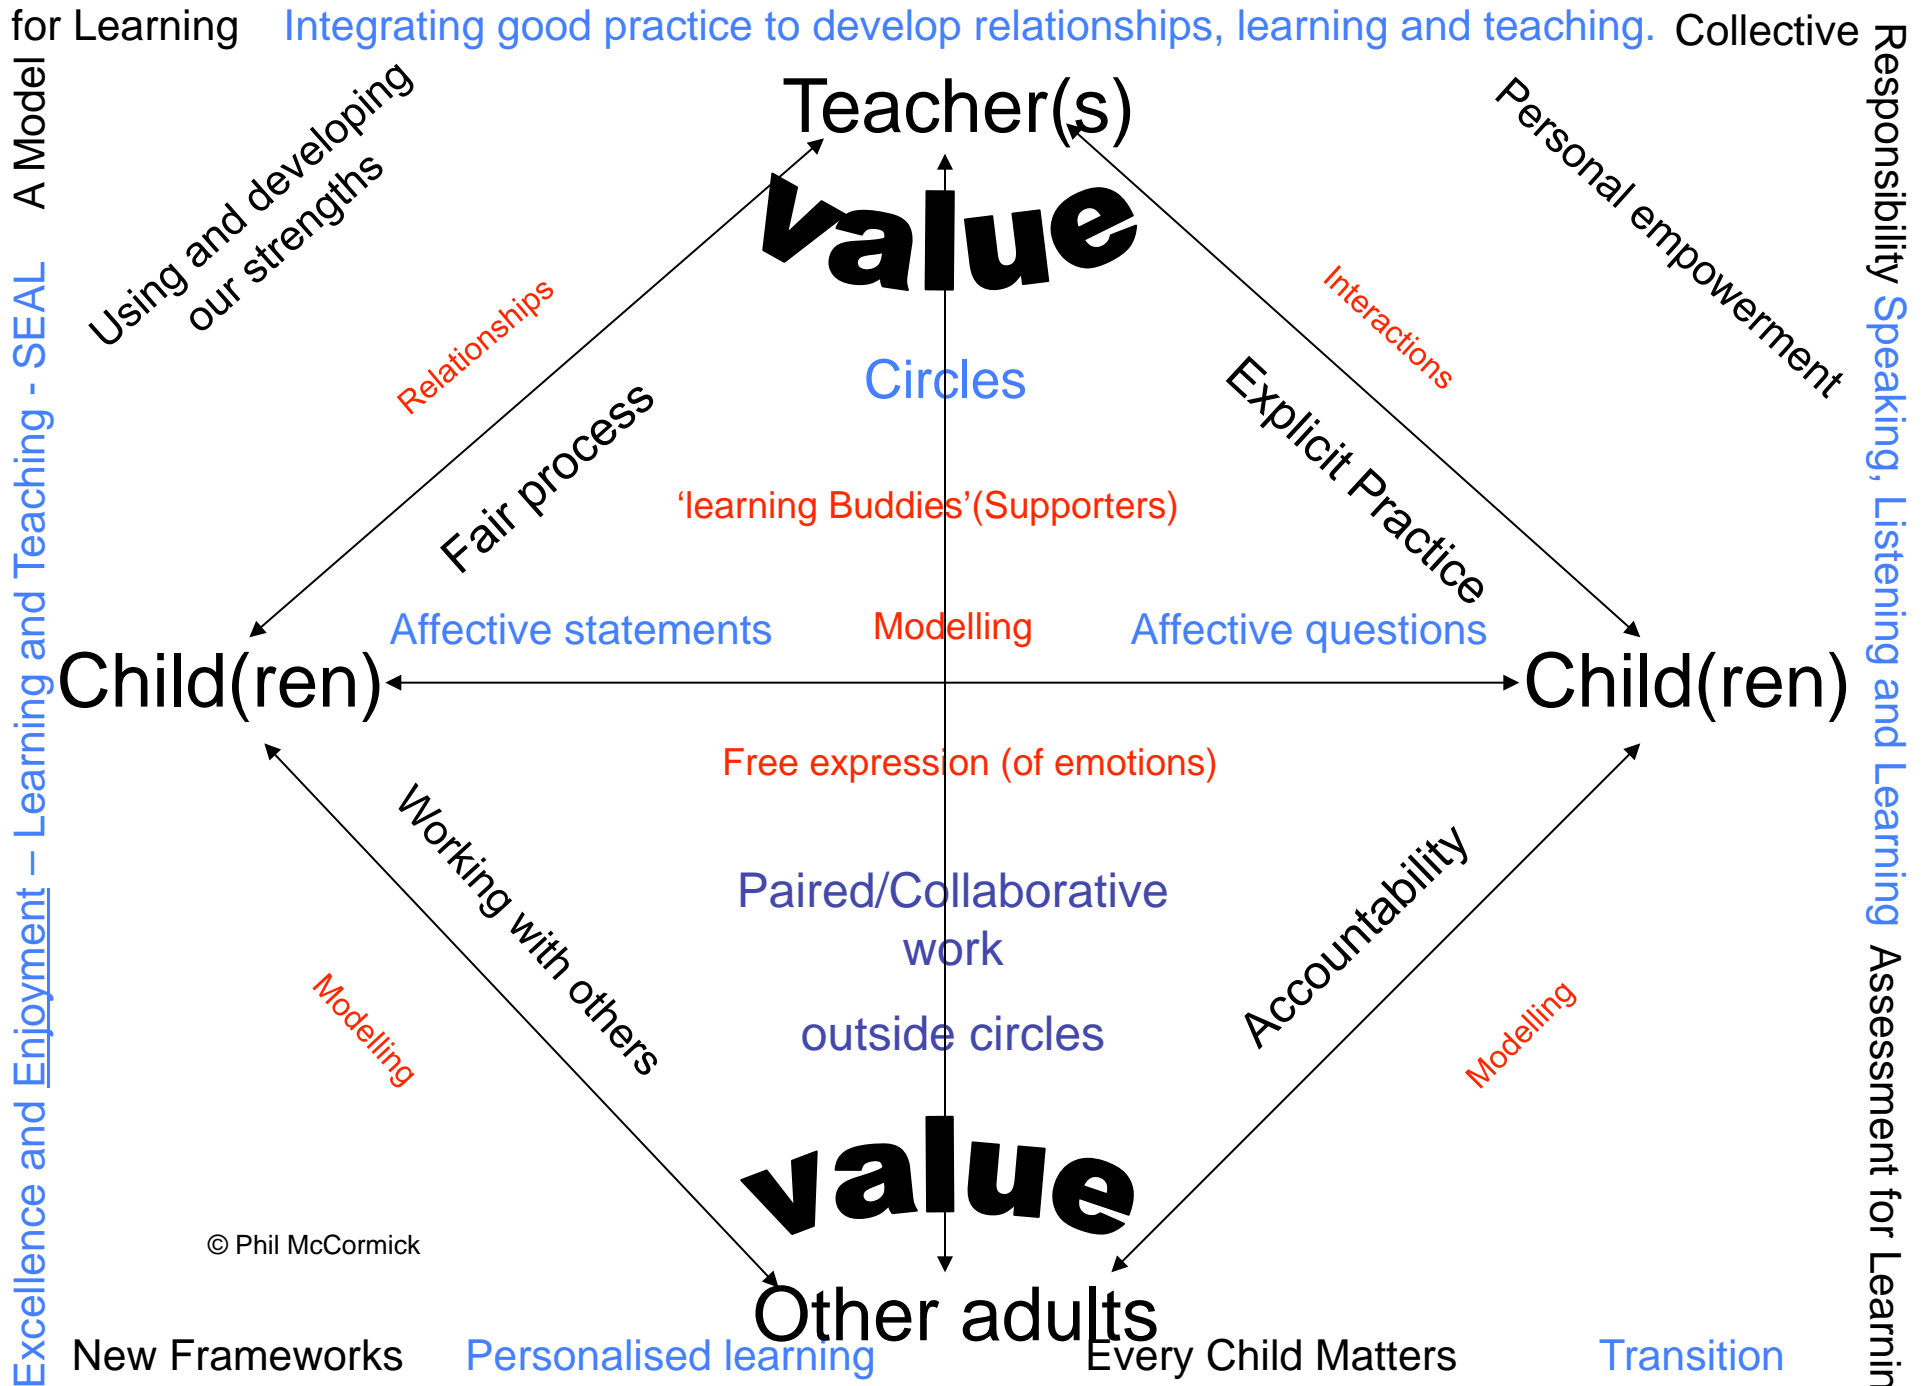 A Model
for Learning
Integrating good practice to develop relationships, learning and teaching.
Collective
Responsibility
Speaking, Listening and Learning
Assessment for Learnin
Excellence and Enjoyment – Learning and Teaching - SEAL
Using and developing
our strengths
Teacher(s)
Personal empowerment
value
Relationships
Interactions
Circles
Fair process
Explicit Practice
‘learning Buddies’(Supporters)
Affective statements
Modelling
Affective questions
Child(ren)
Child(ren)
Free expression (of emotions)
Working with others
Paired/Collaborative
work
outside circles
Accountability
Modelling
Modelling
value
© Phil McCormick
Other adults
New Frameworks
Personalised learning
Every Child Matters
Transition